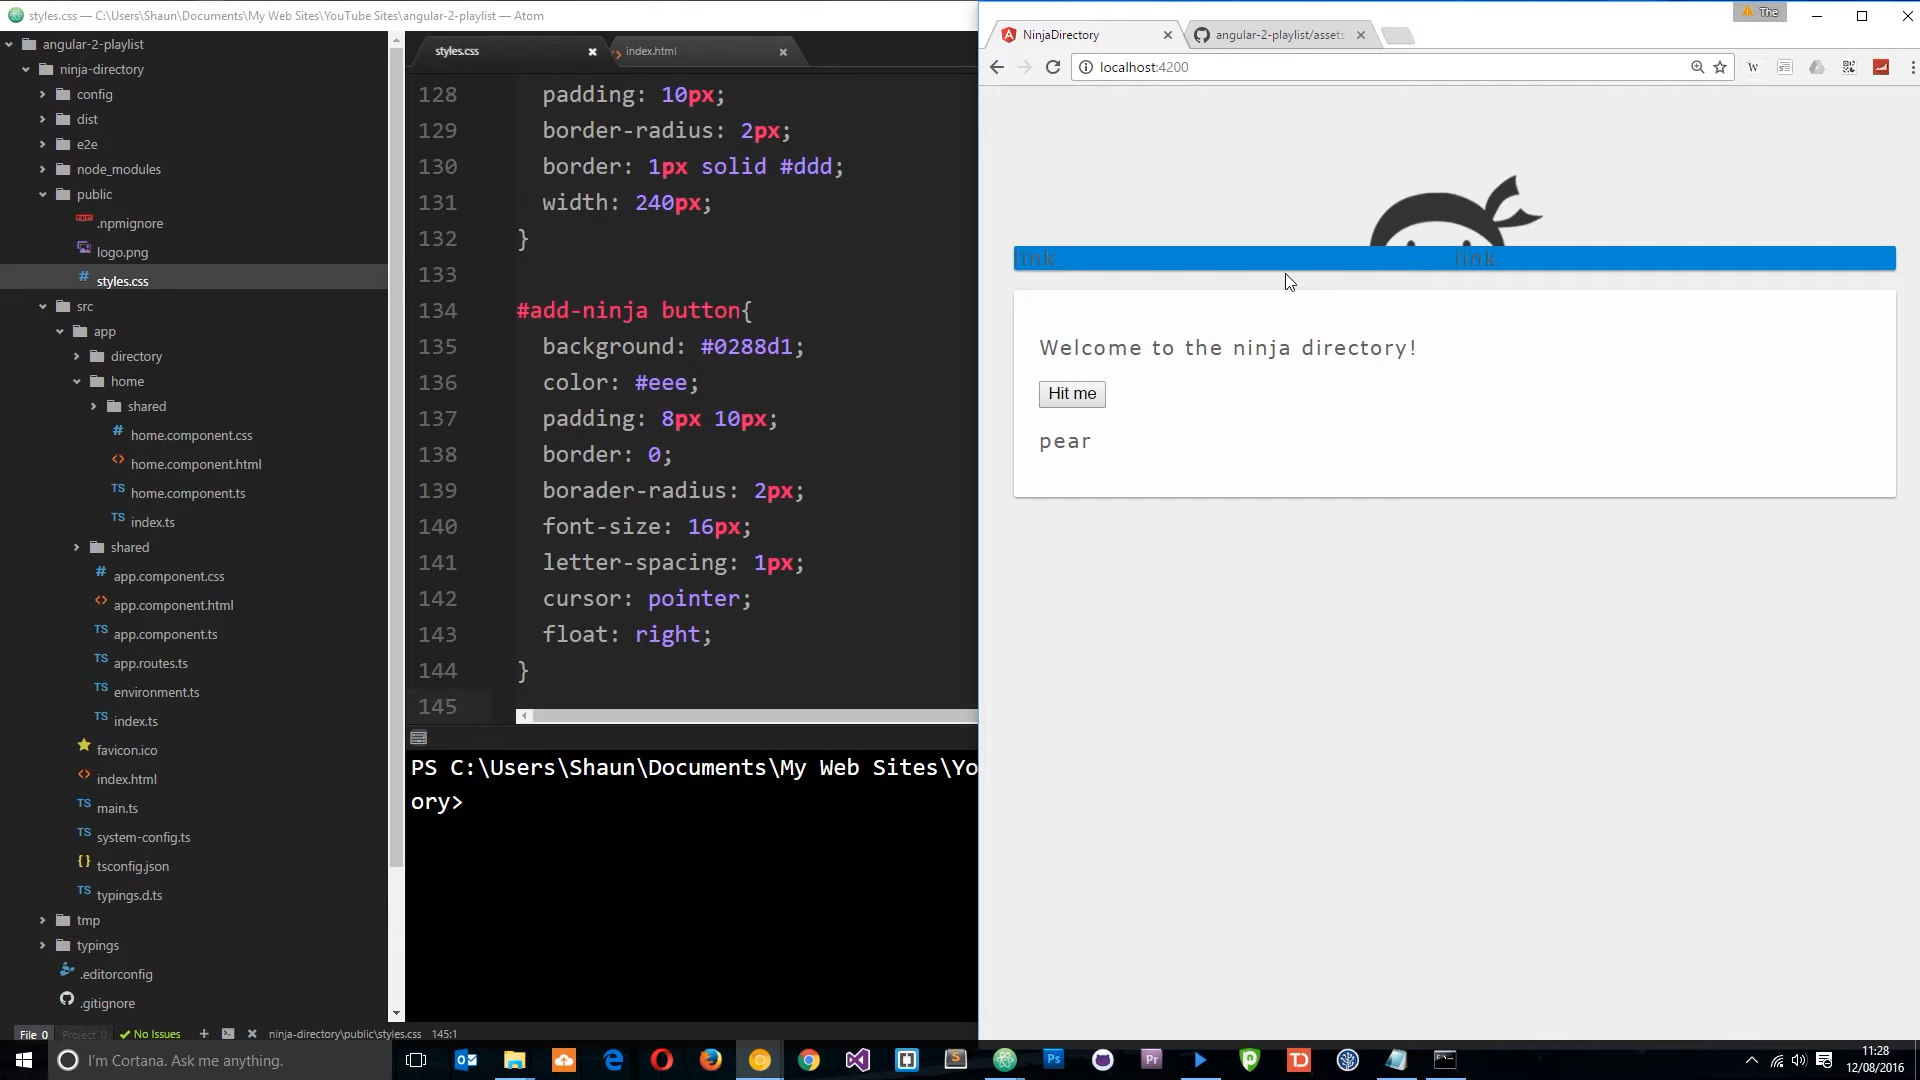 styles.css — C:\Users\Shaun\Documents\My Web Sites\YouTube Sites\angular-2-playlist — Atom
The
angular-2-playlist
ninja-directory
config
dist
e2e
node_modules
public
.npmignore
logo.png
styles.css
src
app
directory
home
shared
home.component.css
home.component.html
home.component.ts
index.ts
shared
app.component.css
app.component.html
app.component.ts
app.routes.ts
environment.ts
index.ts
favicon.ico
index.html
main.ts
system-config.ts
tsconfig.json
typings.d.ts
tmp
typings
.editorconfig
.gitignore
styles.css
index.html
128 padding: 10px;
129 border-radius: 2px;
130 border: 1px solid #ddd;
131 width: 240px;
132 }
133
134 #add-ninja button{
135 background: #0288d1;
136 color: #eee;
137 padding: 8px 10px;
138 border: 0;
139 borader-radius: 2px;
140 font-size: 16px;
141 letter-spacing: 1px;
142 cursor: pointer;
143 float: right;
144 }
145
PS C:\Users\Shaun\Documents\My Web Sites\Yo
ory>
NinjaDirectory
angular-2-playlist/assets
localhost:4200
link link
Welcome to the ninja directory!
Hit me
pear
File 0 Project 0 No Issues ninja-directory\public\styles.css 145:1
I'm Cortana. Ask me anything.
11:28
12/08/2016